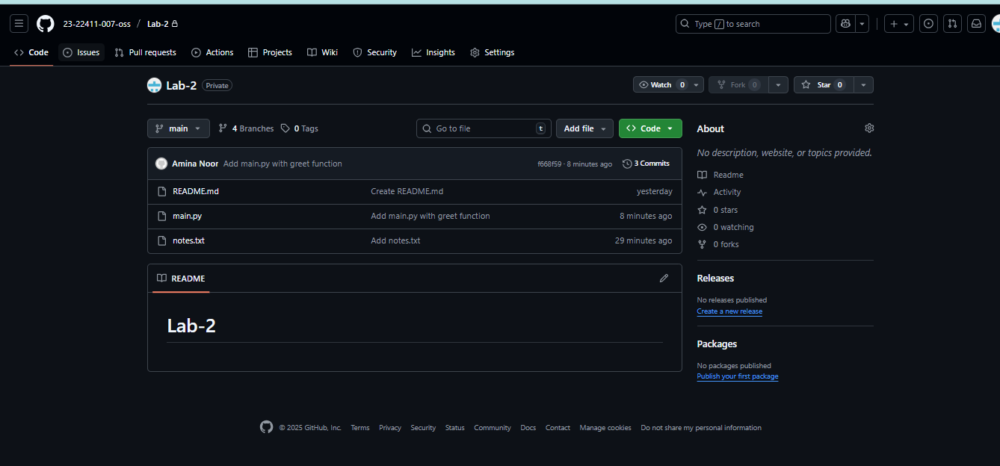 23-22411-007-oss / Lab-2
Type / to search
Code Issues Pull requests Actions Projects Wiki Security Insights Settings
Lab-2 Private
Watch 0 Fork 0 Star 0
main 4 Branches 0 Tags
Go to file t Add file Code
Amina Noor Add main.py with greet function f668f59 · 8 minutes ago 3 Commits
README.md Create README.md yesterday
main.py Add main.py with greet function 8 minutes ago
notes.txt Add notes.txt 29 minutes ago
README
Lab-2
About
No description, website, or topics provided.
Readme
Activity
0 stars
0 watching
0 forks
Releases
No releases published
Create a new release
Packages
No packages published
Publish your first package
© 2025 GitHub, Inc. Terms Privacy Security Status Community Docs Contact Manage cookies Do not share my personal information